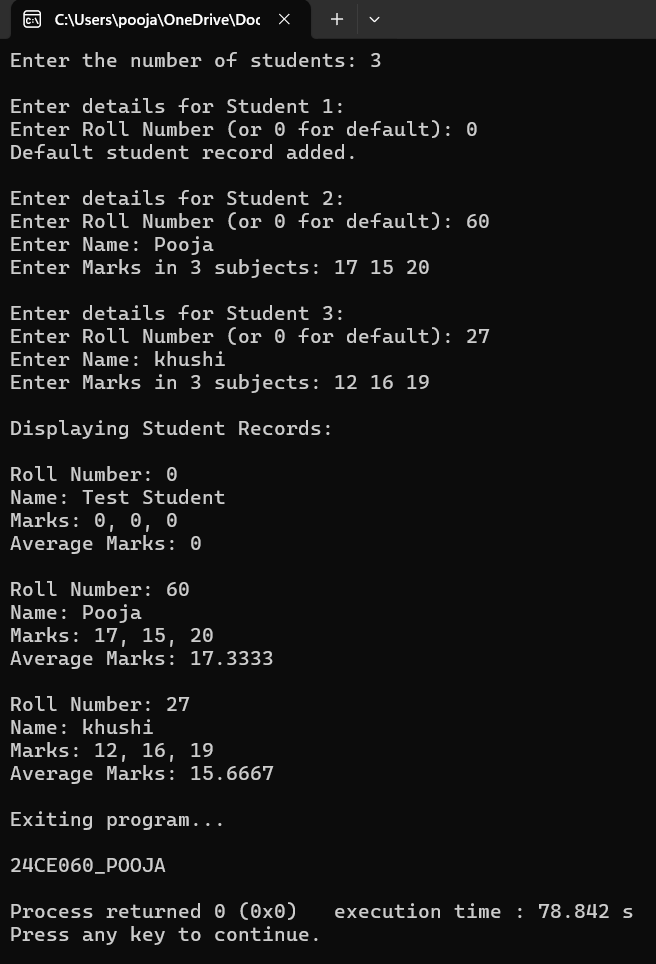 C:\Users\pooja\OneDrive\Doc
Enter the number of students: 3
Enter details for Student 1:
Enter Roll Number (or 0 for default): 0
Default student record added.
Enter details for Student 2:
Enter Roll Number (or 0 for default): 60
Enter Name: Pooja
Enter Marks in 3 subjects: 17 15 20
Enter details for Student 3:
Enter Roll Number (or 0 for default): 27
Enter Name: khushi
Enter Marks in 3 subjects: 12 16 19
Displaying Student Records:
Roll Number: 0
Name: Test Student
Marks: 0, 0, 0
Average Marks: 0
Roll Number: 60
Name: Pooja
Marks: 17, 15, 20
Average Marks: 17.3333
Roll Number: 27
Name: khushi
Marks: 12, 16, 19
Average Marks: 15.6667
Exiting program...
24CE060_POOJA
Process returned 0 (0x0)   execution time : 78.842 s
Press any key to continue.